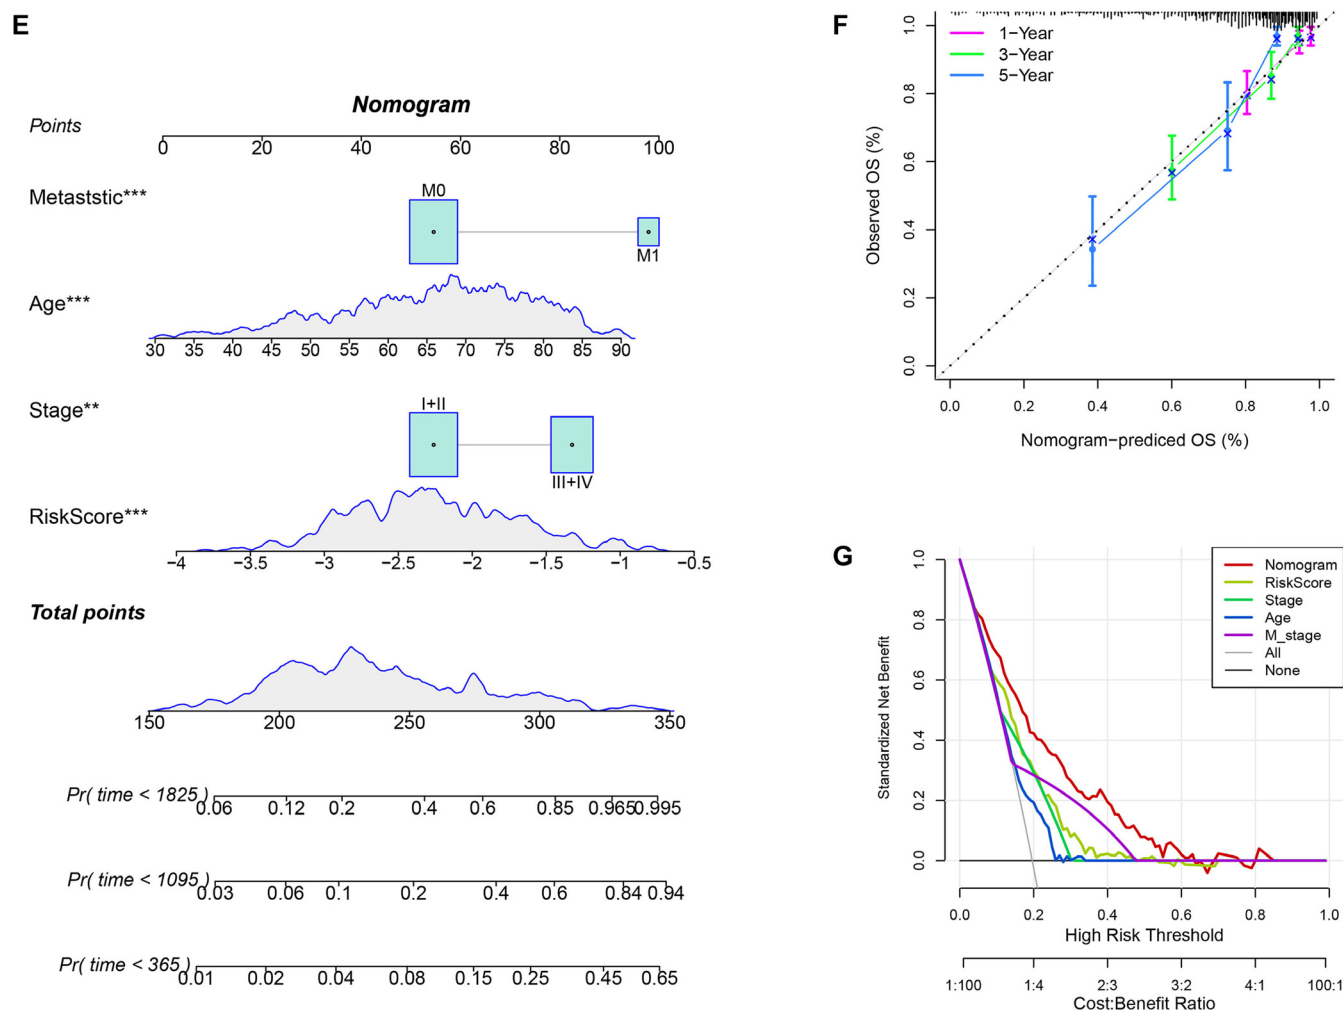 E
Nomogram
Points
0 20 40 60 80 100
Metaststic***
M0
M1
Age***
30 35 40 45 50 55 60 65 70 75 80 85 90
Stage**
I+II
III+IV
RiskScore***
−4 −3.5 −3 −2.5 −2 −1.5 −1 −0.5
Total points
150 200 250 300 350
Pr( time < 1825 )
0.06 0.12 0.2 0.4 0.6 0.85 0.965 0.995
Pr( time < 1095 )
0.03 0.06 0.1 0.2 0.4 0.6 0.84 0.94
Pr( time < 365 )
0.01 0.02 0.04 0.08 0.15 0.25 0.45 0.65
F
1−Year
3−Year
5−Year
Observed OS (%)
1.0
0.8
0.6
0.4
0.2
0.0
0.0 0.2 0.4 0.6 0.8 1.0
Nomogram−prediced OS (%)
G
Nomogram
RiskScore
Stage
Age
M_stage
All
None
Standardized Net Benefit
1.0
0.8
0.6
0.4
0.2
0.0
0.0 0.2 0.4 0.6 0.8 1.0
High Risk Threshold
1:100 1:4 2:3 3:2 4:1 100:1
Cost:Benefit Ratio